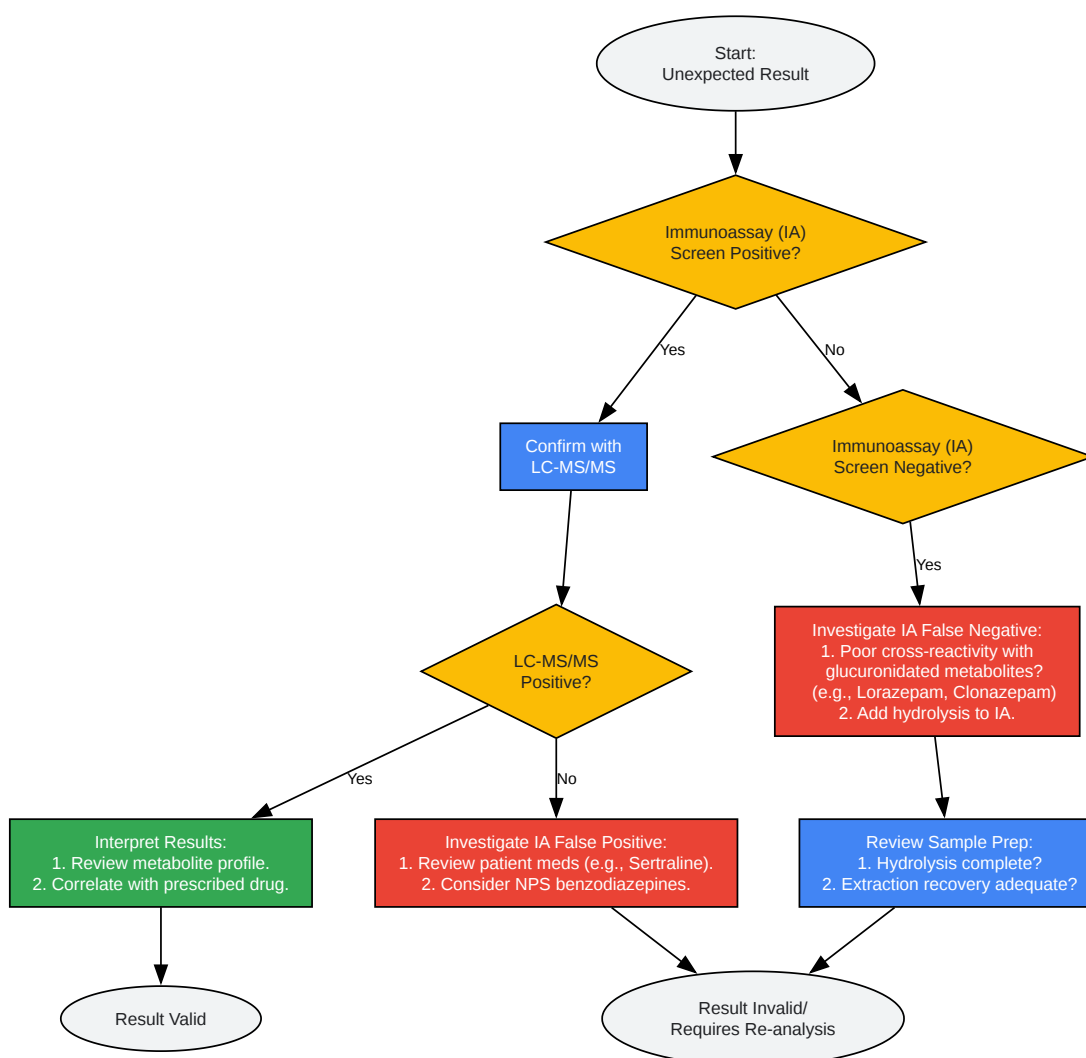 Start:
Unexpected Result
Immunoassay (IA)
Screen Positive?
Yes
No
Confirm with
LC-MS/MS
Immunoassay (IA)
Screen Negative?
Yes
LC-MS/MS
Positive?
Investigate IA False Negative:
1. Poor cross-reactivity with
glucuronidated metabolites?
(e.g., Lorazepam, Clonazepam)
2. Add hydrolysis to IA.
Yes
No
Interpret Results:
1. Review metabolite profile.
2. Correlate with prescribed drug.
Investigate IA False Positive:
1. Review patient meds (e.g., Sertraline).
2. Consider NPS benzodiazepines.
Review Sample Prep:
1. Hydrolysis complete?
2. Extraction recovery adequate?
Result Valid
Result Invalid/
Requires Re-analysis